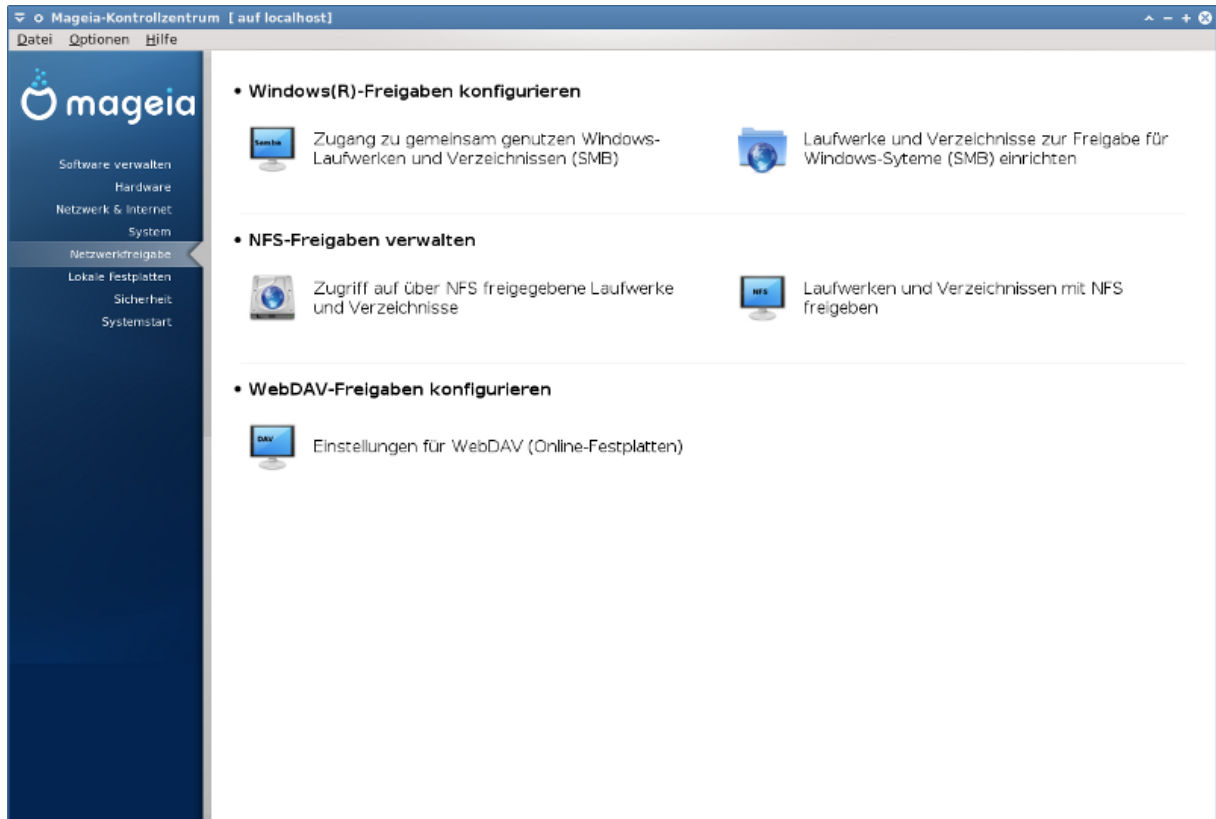 Mageia-Kontrollzentrum [ auf localhost]
Datei Optionen Hilfe
mageia
Software verwalten
Hardware
Netzwerk & Internet
System
Netzwerkfreigabe
Lokale Festplatten
Sicherheit
Systemstart
• Windows(R)-Freigaben konfigurieren
Samba
Zugang zu gemeinsam genutzen Windows-
Laufwerken und Verzeichnissen (SMB)
Laufwerke und Verzeichnisse zur Freigabe für
Windows-Syteme (SMB) einrichten
• NFS-Freigaben verwalten
Zugriff auf über NFS freigegebene Laufwerke
und Verzeichnisse
NFS
Laufwerken und Verzeichnissen mit NFS
freigeben
• WebDAV-Freigaben konfigurieren
DAV
Einstellungen für WebDAV (Online-Festplatten)